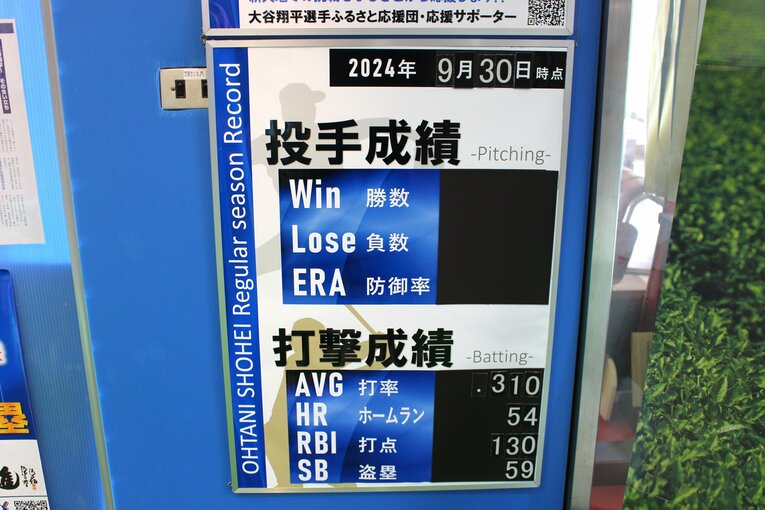 大谷翔平選手ふるさと応援団・応援サポーター
2024年 9月30日時点
OHTANI SHOHEI Regular season Record
投手成績 -Pitching-
Win 勝数
Lose 負数
ERA 防御率
打撃成績 -Batting-
AVG 打率 .310
HR ホームラン 54
RBI 打点 130
SB 盗塁 59
塁